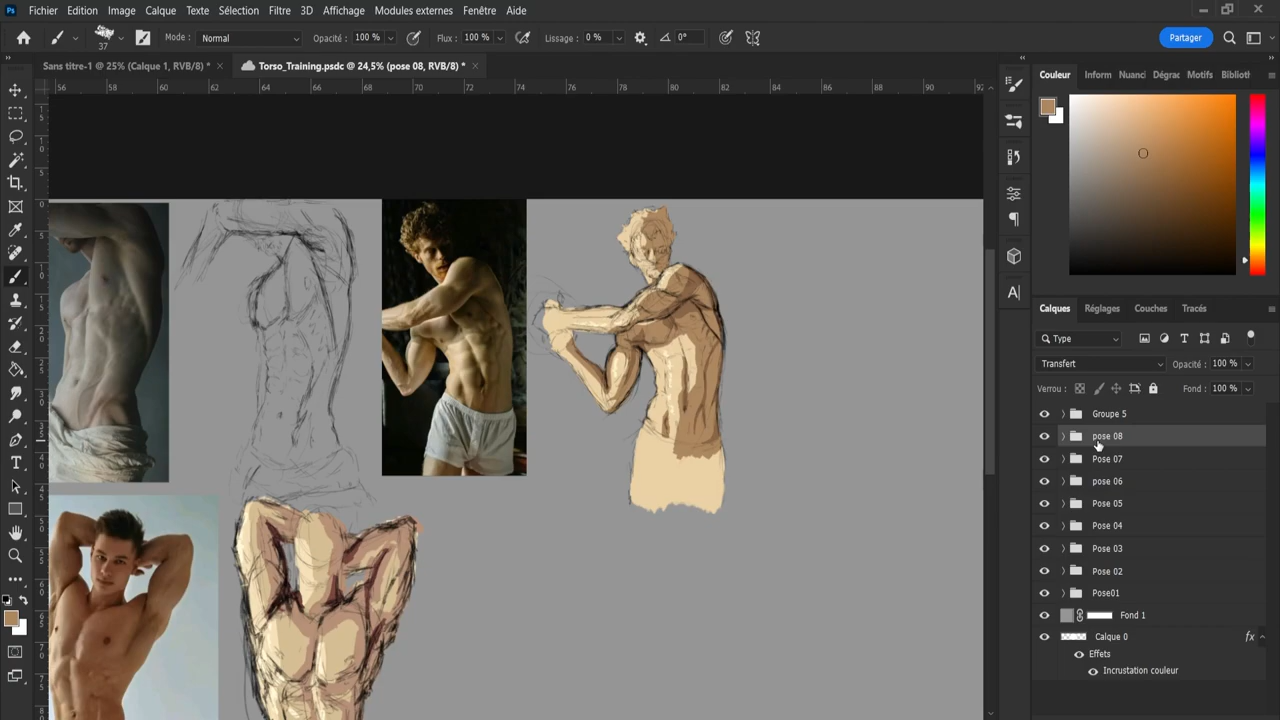 Ps Fichier Edition Image Calque Texte Sélection Filtre 3D Affichage Modules externes Fenêtre Aide
37 Mode : Normal Opacité : 100 % Flux : 100 % Lissage : 0 % 0° Partager
Sans titre-1 @ 25% (Calque 1, RVB/8) * × Torso_Training.psdc @ 24,5% (pose 08, RVB/8) * ×
Couleur Inform Nuanc Dégrac Motifs Bibliot
56 58 60 62 64 66 68 70 72 74 76 78 80 82 84 86 88 90 92
Calques Réglages Couches Tracés
Type
Transfert Opacité : 100 %
Verrou : Fond : 100 %
Groupe 5
pose 08
Pose 07
pose 06
Pose 05
Pose 04
Pose 03
Pose 02
Pose01
Fond 1
Calque 0 fx
Effets
Incrustation couleur